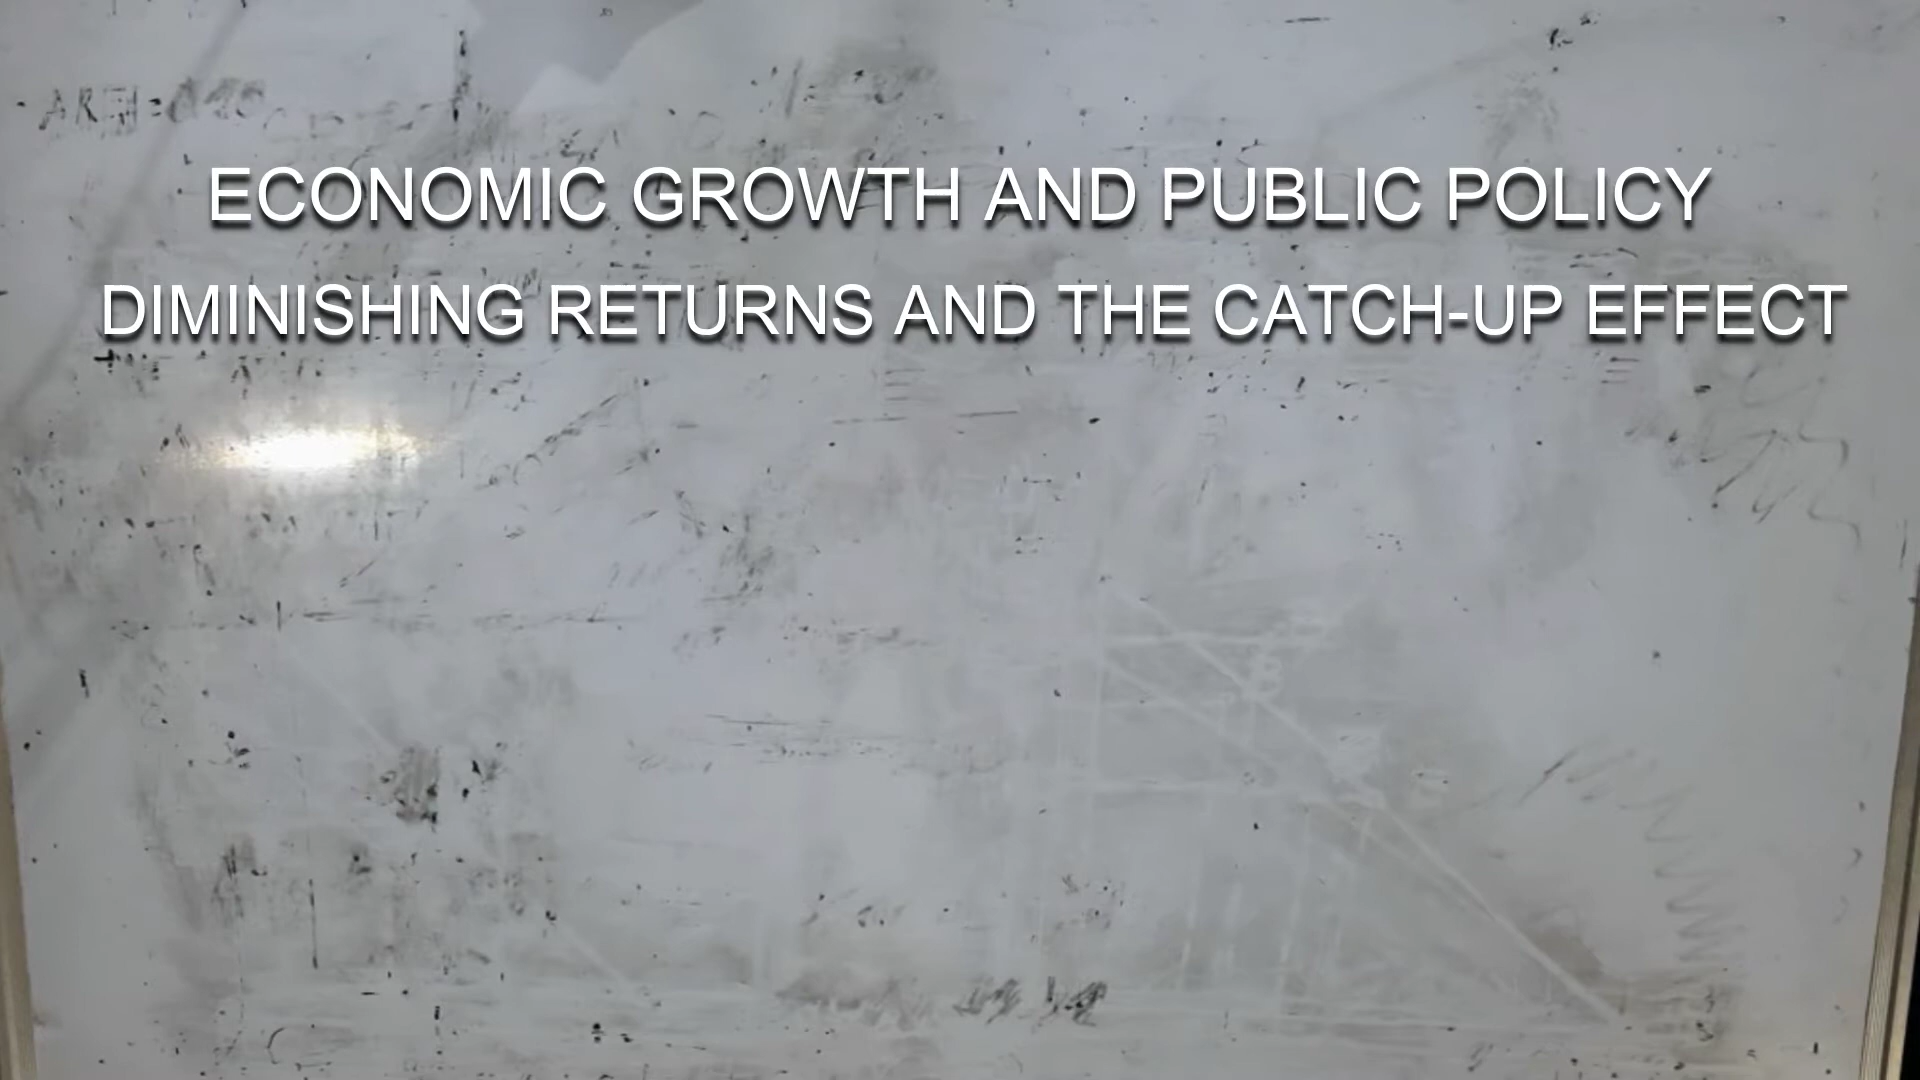 ECONOMIC GROWTH AND PUBLIC POLICY
DIMINISHING RETURNS AND THE CATCH-UP EFFECT